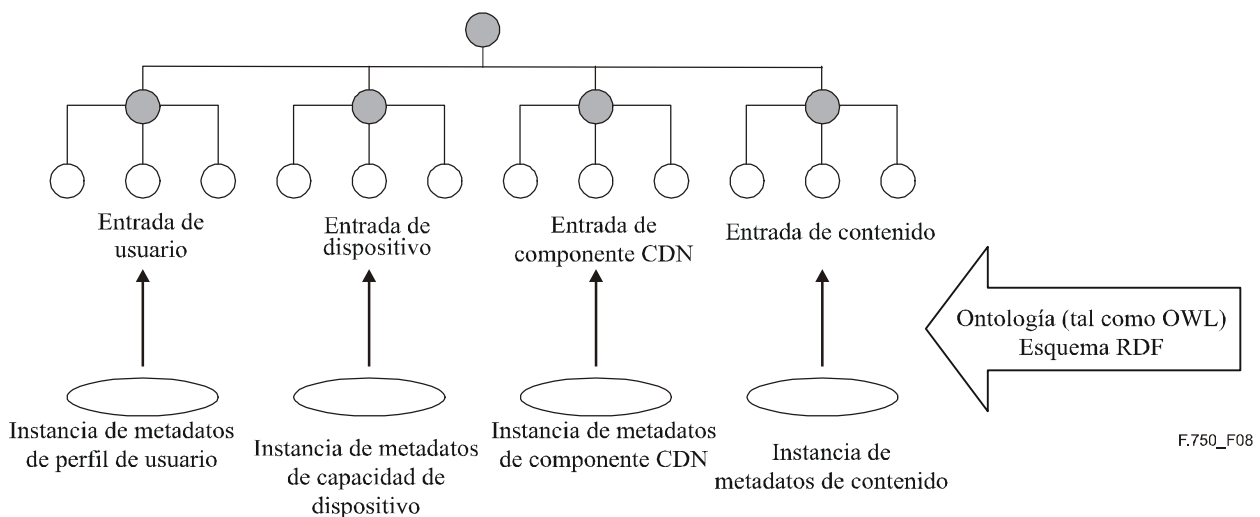 Entrada de
usuario
Entrada de
dispositivo
Entrada de
componente CDN
Entrada de contenido
Ontología (tal como OWL)
Esquema RDF
Instancia de metadatos
de perfil de usuario
Instancia de metadatos
de capacidad de
dispositivo
Instancia de metadatos
de componente CDN
Instancia de
metadatos de contenido
F.750_F08